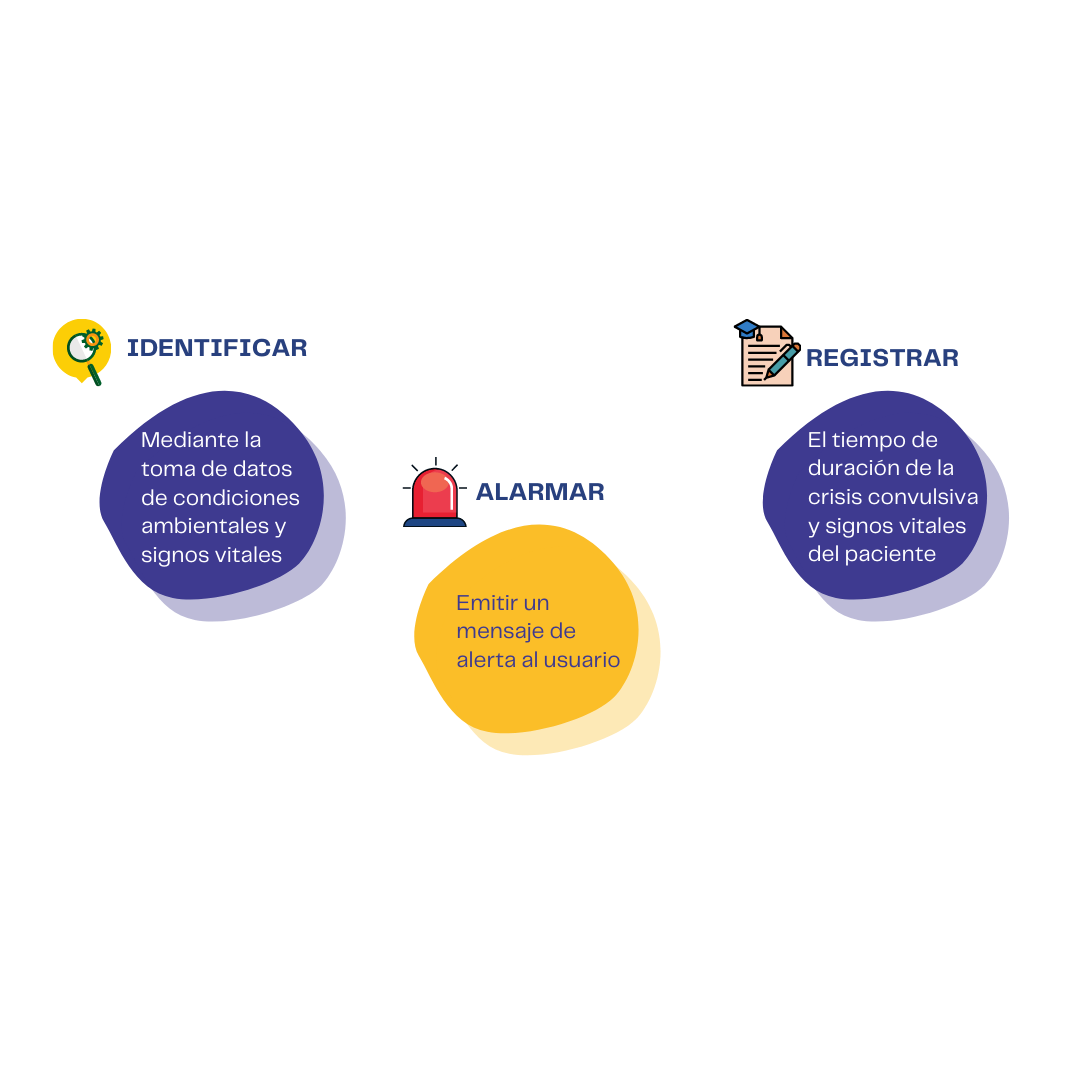 IDENTIFICAR
Mediante la
toma de datos
de condiciones
ambientales y
signos vitales
ALARMAR
Emitir un
mensaje de
alerta al usuario
REGISTRAR
El tiempo de
duración de la
crisis convulsiva
y signos vitales
del paciente